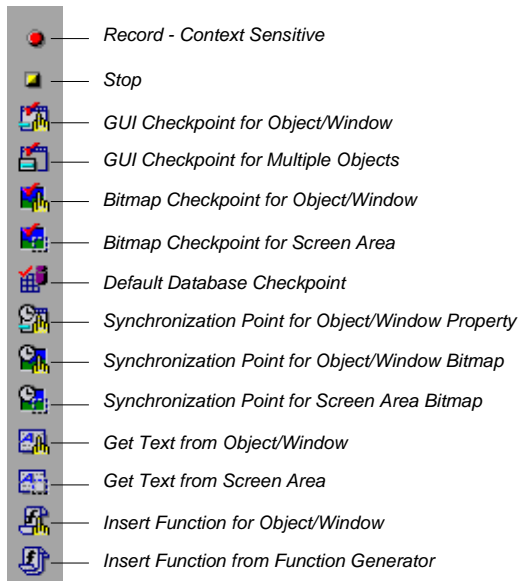 Record - Context Sensitive
Stop
GUI Checkpoint for Object/Window
GUI Checkpoint for Multiple Objects
Bitmap Checkpoint for Object/Window
Bitmap Checkpoint for Screen Area
Default Database Checkpoint
Synchronization Point for Object/Window Property
Synchronization Point for Object/Window Bitmap
Synchronization Point for Screen Area Bitmap
Get Text from Object/Window
Get Text from Screen Area
Insert Function for Object/Window
Insert Function from Function Generator